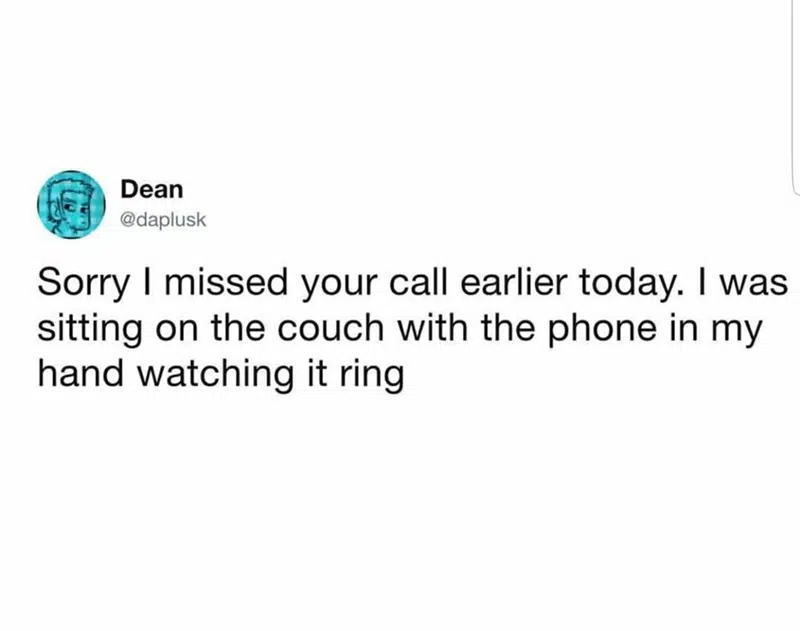 Dean
@daplusk
Sorry I missed your call earlier today. I was
sitting on the couch with the phone in my
hand watching it ring